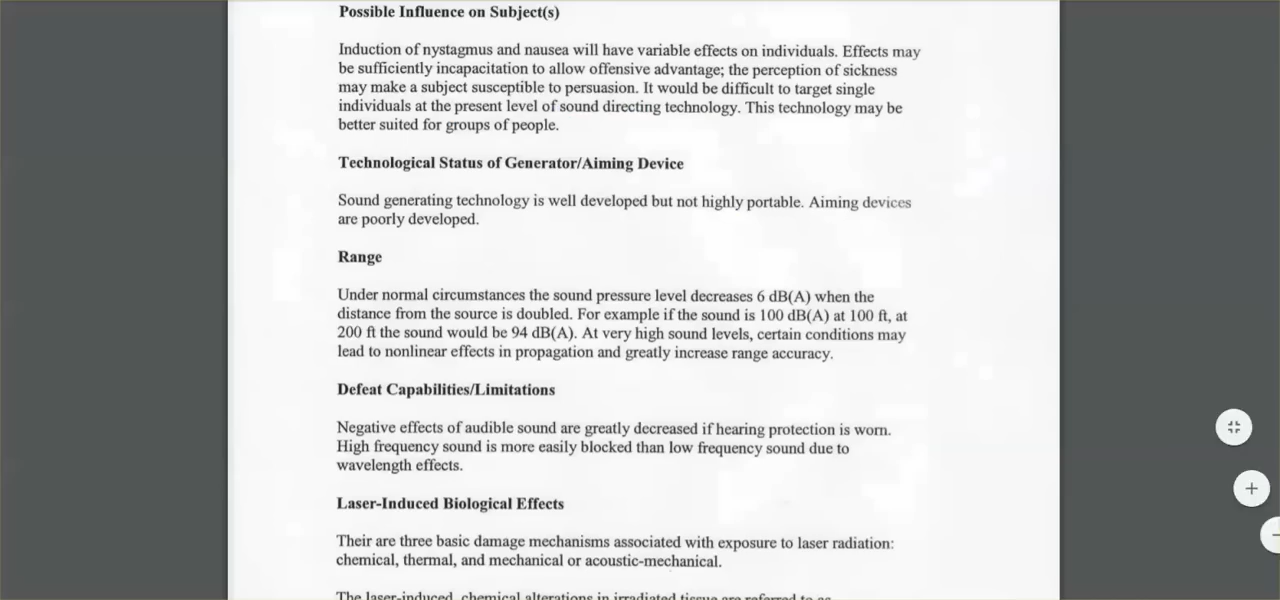 Possible Influence on Subject(s)
Induction of nystagmus and nausea will have variable effects on individuals. Effects may
be sufficiently incapacitation to allow offensive advantage; the perception of sickness
may make a subject susceptible to persuasion. It would be difficult to target single
individuals at the present level of sound directing technology. This technology may be
better suited for groups of people.
Technological Status of Generator/Aiming Device
Sound generating technology is well developed but not highly portable. Aiming devices
are poorly developed.
Range
Under normal circumstances the sound pressure level decreases 6 dB(A) when the
distance from the source is doubled. For example if the sound is 100 dB(A) at 100 ft, at
200 ft the sound would be 94 dB(A). At very high sound levels, certain conditions may
lead to nonlinear effects in propagation and greatly increase range accuracy.
Defeat Capabilities/Limitations
Negative effects of audible sound are greatly decreased if hearing protection is worn.
High frequency sound is more easily blocked than low frequency sound due to
wavelength effects.
Laser-Induced Biological Effects
Their are three basic damage mechanisms associated with exposure to laser radiation:
chemical, thermal, and mechanical or acoustic-mechanical.
The laser-induced, chemical alterations in irradiated tissue are referred to as